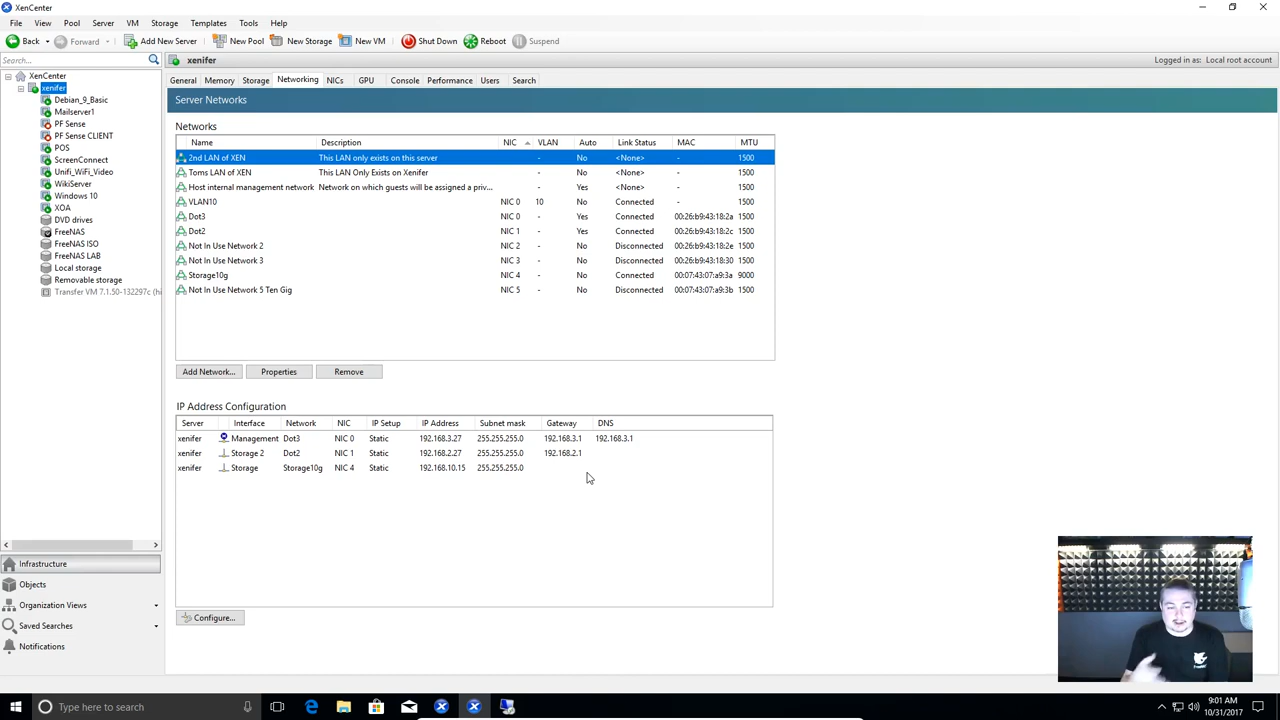 XenCenter
File View Pool Server VM Storage Templates Tools Help
Back Forward Add New Server New Pool New Storage New VM Shut Down Reboot Suspend
Search... xenifer Logged in as: Local root account
XenCenter
xenifer
Debian_9_Basic
Mailserver1
PF Sense
PF Sense CLIENT
POS
ScreenConnect
Unifi_WiFi_Video
WikiServer
Windows 10
XOA
DVD drives
FreeNAS
FreeNAS ISO
FreeNAS LAB
Local storage
Removable storage
Transfer VM 7.1.50-132297c (hi
Infrastructure
Objects
Organization Views
Saved Searches
Notifications
General Memory Storage Networking NICs GPU Console Performance Users Search
Server Networks
Networks
Name Description NIC VLAN Auto Link Status MAC MTU
2nd LAN of XEN This LAN only exists on this server - No <None> - 1500
Toms LAN of XEN This LAN Only Exists on Xenifer - No <None> - 1500
Host internal management network Network on which guests will be assigned a priv... - Yes <None> - 1500
VLAN10 NIC 0 10 No Connected - 1500
Dot3 NIC 0 - Yes Connected 00:26:b9:43:18:2a 1500
Dot2 NIC 1 - Yes Connected 00:26:b9:43:18:2c 1500
Not In Use Network 2 NIC 2 - No Disconnected 00:26:b9:43:18:2e 1500
Not In Use Network 3 NIC 3 - No Disconnected 00:26:b9:43:18:30 1500
Storage10g NIC 4 - No Connected 00:07:43:07:a9:3a 9000
Not In Use Network 5 Ten Gig NIC 5 - No Disconnected 00:07:43:07:a9:3b 1500
Add Network... Properties Remove
IP Address Configuration
Server Interface Network NIC IP Setup IP Address Subnet mask Gateway DNS
xenifer Management Dot3 NIC 0 Static 192.168.3.27 255.255.255.0 192.168.3.1 192.168.3.1
xenifer Storage 2 Dot2 NIC 1 Static 192.168.2.27 255.255.255.0 192.168.2.1
xenifer Storage Storage10g NIC 4 Static 192.168.10.15 255.255.255.0
Configure...
Type here to search
9:01 AM
10/31/2017